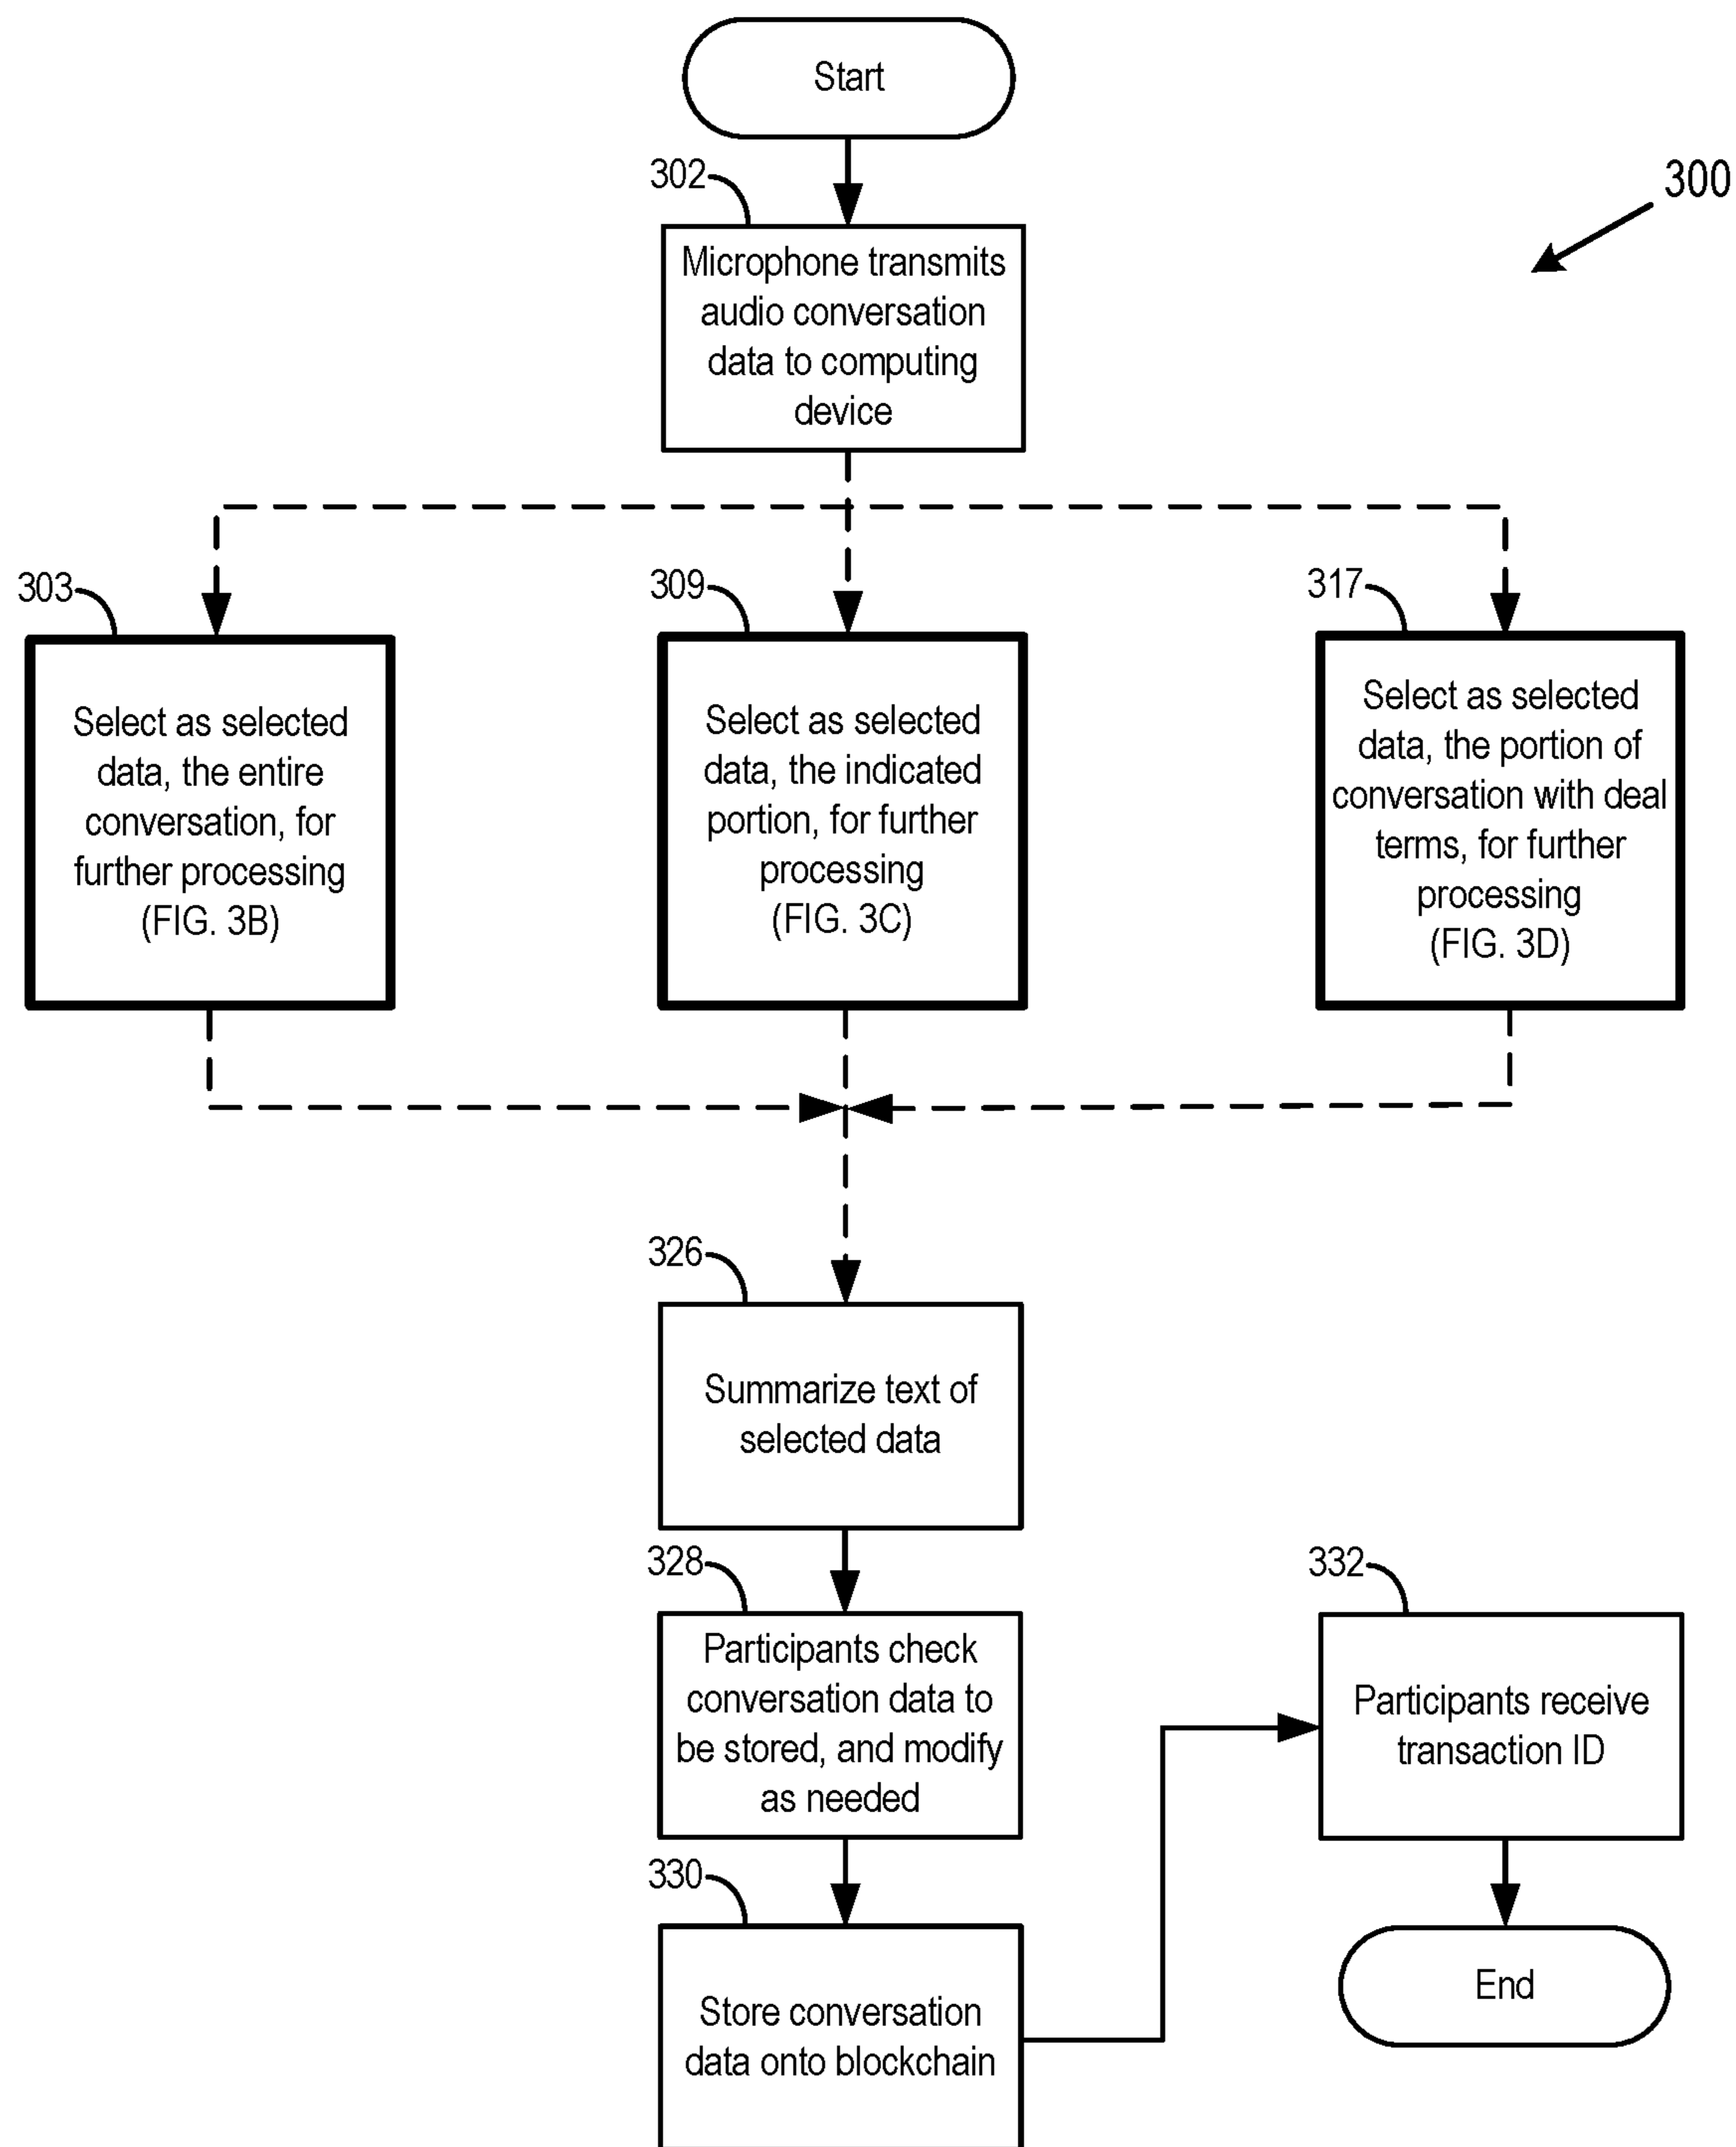 Start
300
302
Microphone transmits
audio conversation
data to computing
device
303
Select as selected
data, the entire
conversation, for
further processing
(FIG. 3B)
309
Select as selected
data, the indicated
portion, for further
processing
(FIG. 3C)
317
Select as selected
data, the portion of
conversation with deal
terms, for further
processing
(FIG. 3D)
326
Summarize text of
selected data
328
Participants check
conversation data to
be stored, and modify
as needed
330
Store conversation
data onto blockchain
332
Participants receive
transaction ID
End